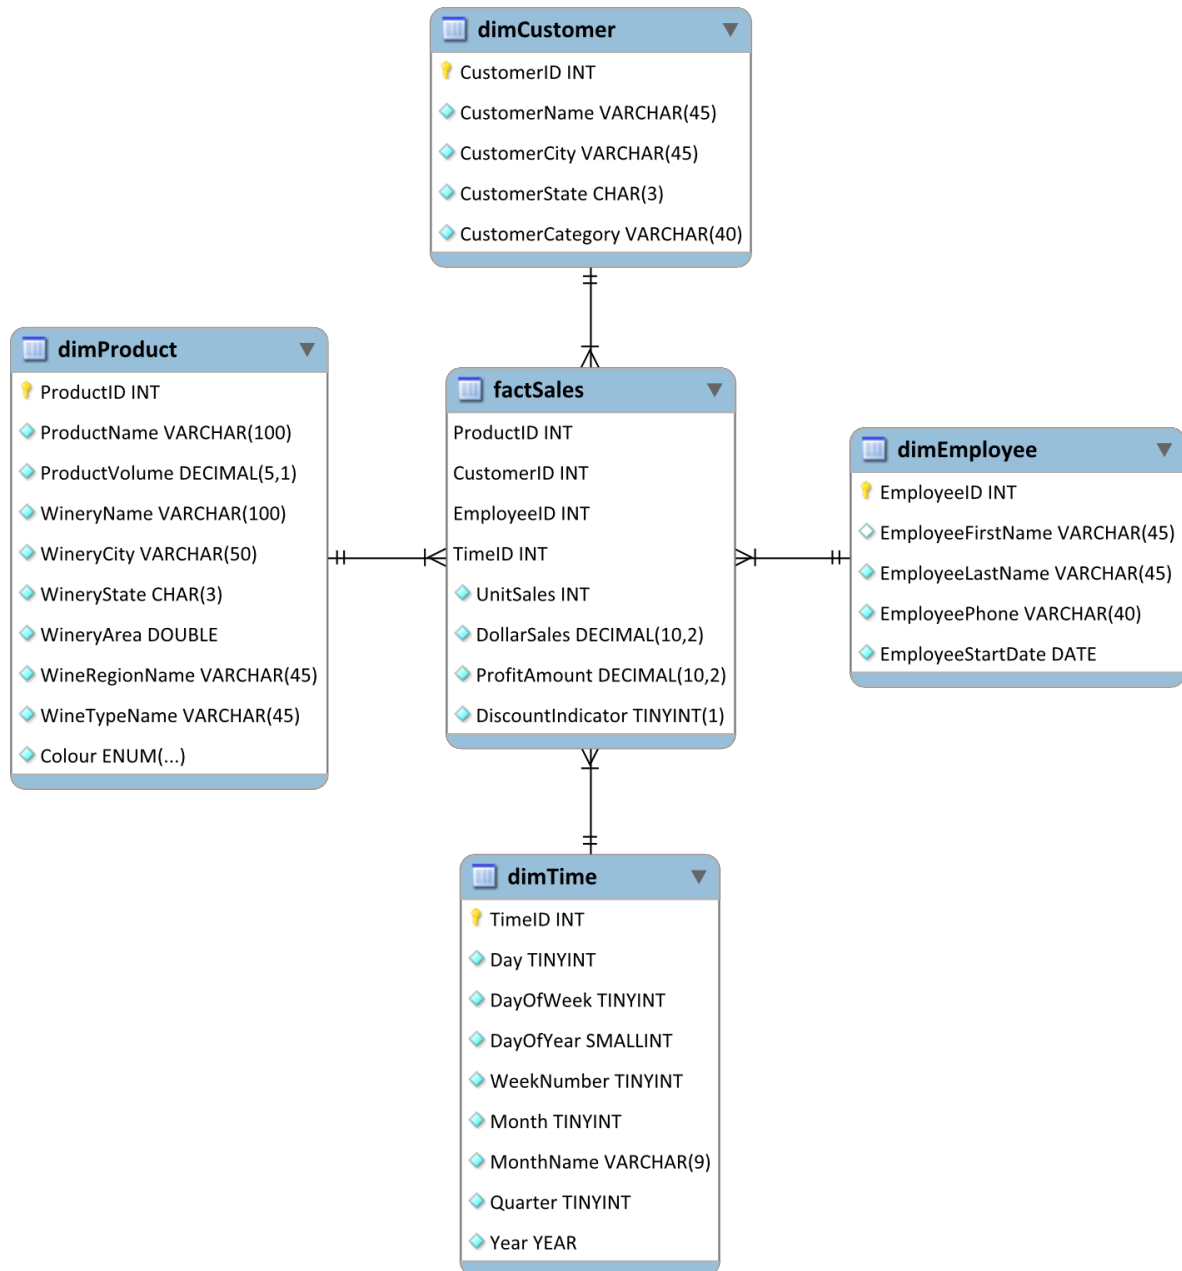 dimCustomer
CustomerID INT
CustomerName VARCHAR(45)
CustomerCity VARCHAR(45)
CustomerState CHAR(3)
CustomerCategory VARCHAR(40)
dimProduct
ProductID INT
ProductName VARCHAR(100)
ProductVolume DECIMAL(5,1)
WineryName VARCHAR(100)
WineryCity VARCHAR(50)
WineryState CHAR(3)
WineryArea DOUBLE
WineRegionName VARCHAR(45)
WineTypeName VARCHAR(45)
Colour ENUM(...)
factSales
ProductID INT
CustomerID INT
EmployeeID INT
TimeID INT
UnitSales INT
DollarSales DECIMAL(10,2)
ProfitAmount DECIMAL(10,2)
DiscountIndicator TINYINT(1)
dimEmployee
EmployeeID INT
EmployeeFirstName VARCHAR(45)
EmployeeLastName VARCHAR(45)
EmployeePhone VARCHAR(40)
EmployeeStartDate DATE
dimTime
TimeID INT
Day TINYINT
DayOfWeek TINYINT
DayOfYear SMALLINT
WeekNumber TINYINT
Month TINYINT
MonthName VARCHAR(9)
Quarter TINYINT
Year YEAR